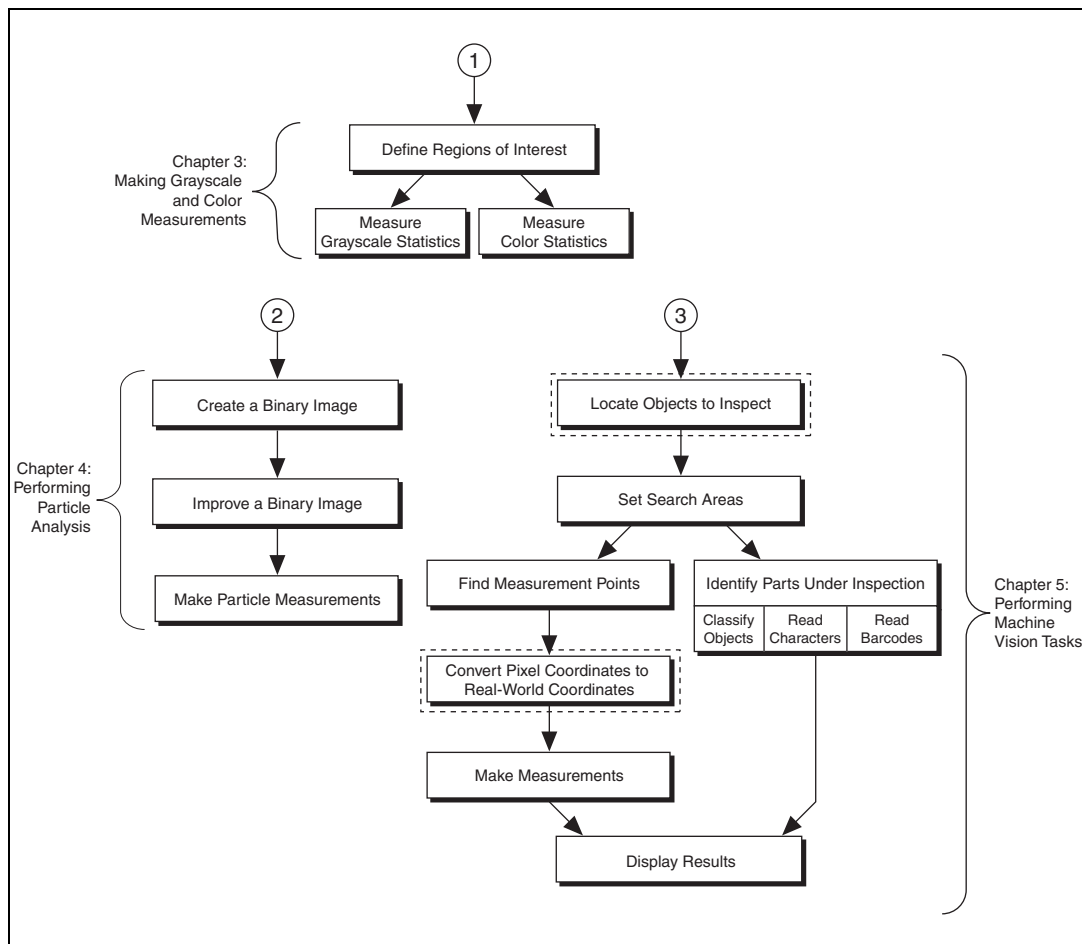 1
Define Regions of Interest
Chapter 3:
Making Grayscale
and Color
Measurements
Measure
Grayscale Statistics
Measure
Color Statistics
2
Create a Binary Image
Improve a Binary Image
Make Particle Measurements
Chapter 4:
Performing
Particle
Analysis
3
Locate Objects to Inspect
Set Search Areas
Find Measurement Points
Identify Parts Under Inspection
Classify
Objects
Read
Characters
Read
Barcodes
Convert Pixel Coordinates to
Real-World Coordinates
Make Measurements
Display Results
Chapter 5:
Performing
Machine
Vision Tasks